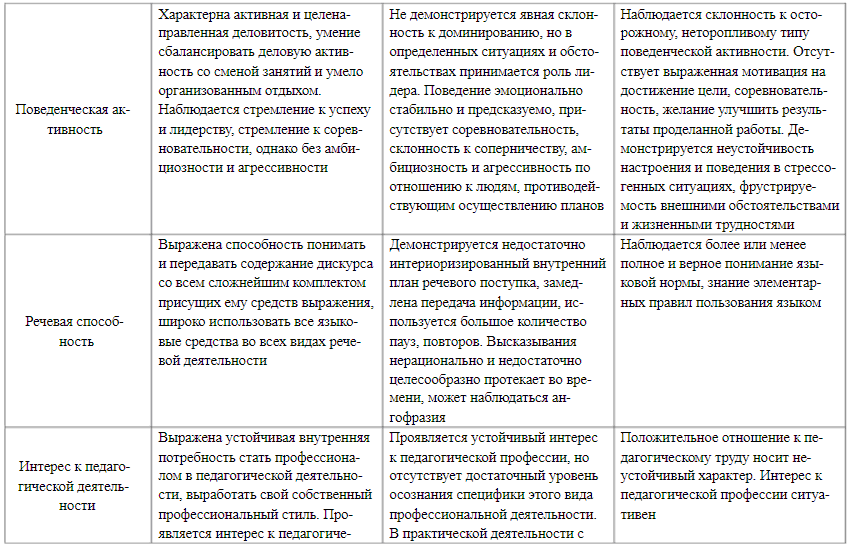 Поведенческая ак-
тивность
Характерна активная и целена-
правленная деловитость, умение
сбалансировать деловую актив-
ность со сменой занятий и умело
организованным отдыхом.
Наблюдается стремление к успеху
и лидерству, стремление к сорев-
новательности, однако без амби-
циозности и агрессивности
Не демонстрируется явная склон-
ность к доминированию, но в
определенных ситуациях и обсто-
ятельствах принимается роль ли-
дера. Поведение эмоционально
стабильно и предсказуемо, при-
сутствует соревновательность,
склонность к соперничеству, ам-
бициозность и агрессивность по
отношению к людям, противодей-
ствующим осуществлению планов
Наблюдается склонность к осто-
рожному, неторопливому типу
поведенческой активности. Отсут-
ствует выраженная мотивация на
достижение цели, соревнователь-
ность, желание улучшить резуль-
таты проделанной работы. Де-
монстрируется неустойчивость
настроения и поведения в стрессо-
генных ситуациях, фрустрируе-
мость внешними обстоятельствами
и жизненными трудностями
Речевая способ-
ность
Выражена способность понимать
и передавать содержание дискурса
со всем сложнейшим комплектом
присущих ему средств выражения,
широко использовать все языко-
вые средства во всех видах рече-
вой деятельности
Демонстрируется недостаточно
интериоризированный внутренний
план речевого поступка, замед-
лена передача информации, ис-
пользуется большое количество
пауз, повторов. Высказывания
нерационально и недостаточно
целесообразно протекает во вре-
мени, может наблюдаться ан-
гофразия
Наблюдается более или менее
полное и верное понимание язы-
ковой нормы, знание элементар-
ных правил пользования языком
Интерес к педаго-
гической деятель-
ности
Выражена устойчивая внутренняя
потребность стать профессиона-
лом в педагогической деятельно-
сти, выработать свой собственный
профессиональный стиль. Про-
является интерес к педагогиче-
Проявляется устойчивый интерес
к педагогической профессии, но
отсутствует достаточный уровень
осознания специфики этого вида
профессиональной деятельности.
В практической деятельности с
Положительное отношение к пе-
дагогическому труду носит не-
устойчивый характер. Интерес к
педагогической профессии ситуа-
тивен